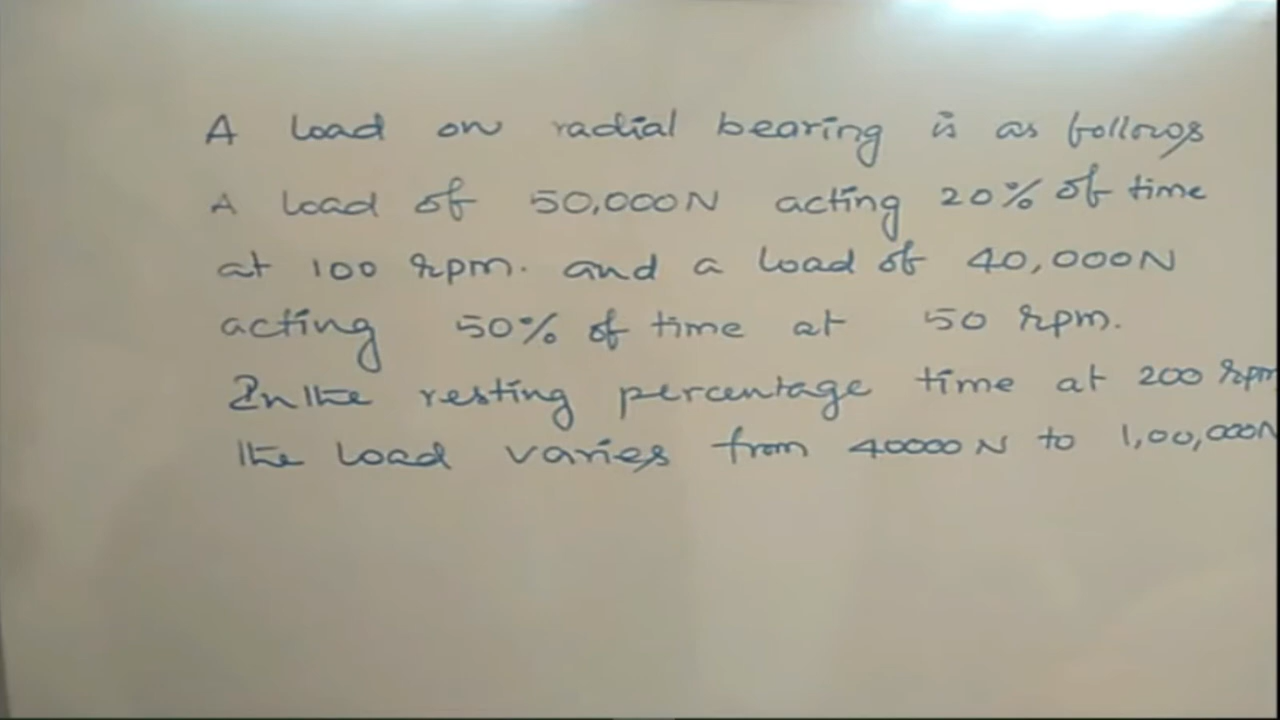 A load on radial bearing is as follows
A load of 50,000N acting 20% of time
at 100 rpm. and a load of 40,000N
acting 50% of time at 50 rpm.
In the resting percentage time at 200 rpm
the load varies from 40000 N to 1,00,000N